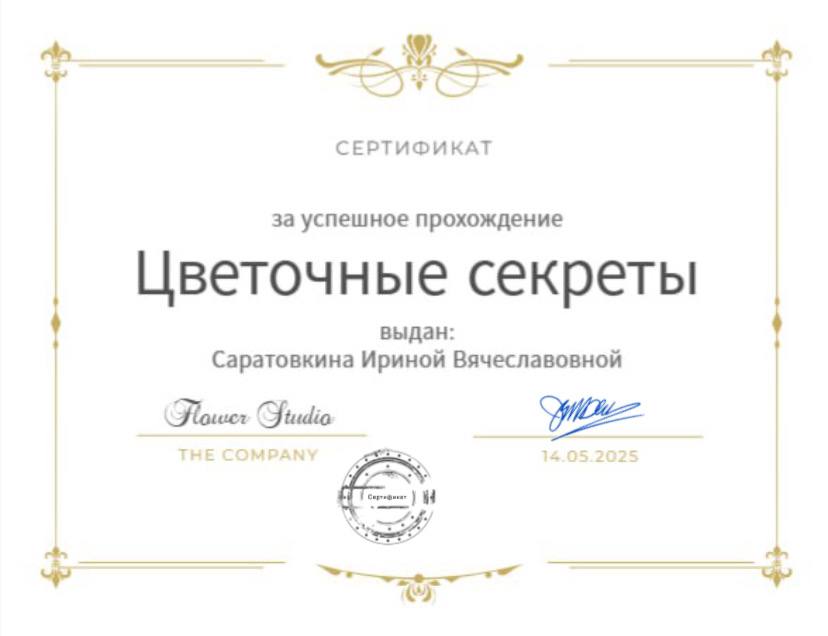 СЕРТИФИКАТ
за успешное прохождение
Цветочные секреты
выдан:
Саратовкина Ириной Вячеславовной
Flower Studio
THE COMPANY
14.05.2025
Сертификат